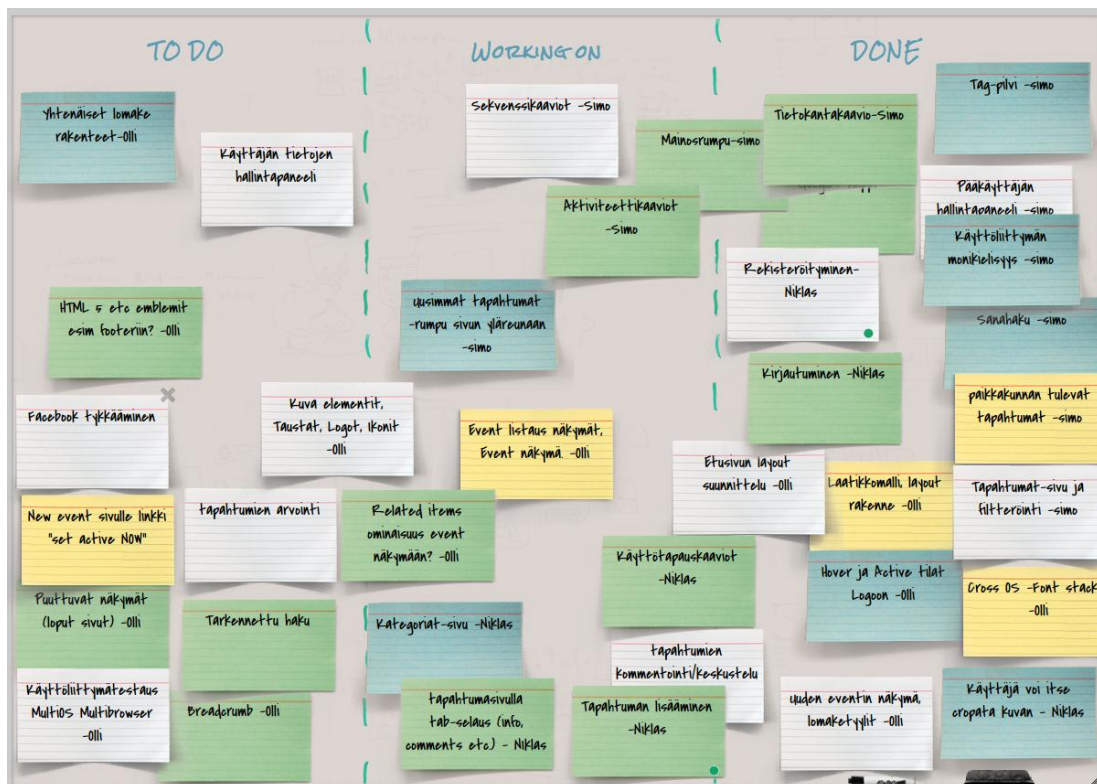 TO DO
WORKING ON
DONE
Yhtenäiset lomake
rakenteet-Olli
Käyttäjän tietojen
hallintapaneeli
HTML 5 etc emblemit
esim footeriin? -Olli
Facebook tykkääminen
Kuva elementit,
Taustat, Logot, Ikonit
-Olli
New event sivulle linkki
"set active NOW"
tapahtumien arvointi
Related items
ominaisuus event
näkymään? -Olli
Puuttuvat näkymät
(loput sivut) -Olli
Tarkennettu haku
Käyttöliittymätestaus
MultiOS Multibrowser
-Olli
Breadcrumb -Olli
Sekvenssikaaviot -Simo
Mainosrumpu-simo
Aktiviteettikaaviot
-Simo
uusimmat tapahtumat
-rumpu sivun yläreunaan
-simo
Event listaus näkymät,
Event näkymä. -Olli
Etusivun layout
suunnittelu -Olli
Käyttötapauskaaviot
-Niklas
Kategoriat-sivu -Niklas
tapahtumien
kommentointi/keskustelu
tapahtumasivulla
tab-selaus (info,
comments etc) - Niklas
Tapahtuman lisääminen
-Niklas
Tietokantakaavio-Simo
Tag-pilvi -simo
Pääkäyttäjän
hallintapaneeli -simo
Käyttöliittymän
monikielisyys -simo
Rekisteröityminen-
Niklas
Sanahaku -simo
Kirjautuminen -Niklas
paikkakunnan tulevat
tapahtumat -simo
Laatikkomalli, layout
rakenne -Olli
Tapahtumat-sivu ja
filtteröinti -simo
Hover ja Active tilat
Logoon -Olli
Cross OS -Font stack
-Olli
uuden eventin näkymä,
lomaketyylit -Olli
Käyttäjä voi itse
cropata kuvan - Niklas